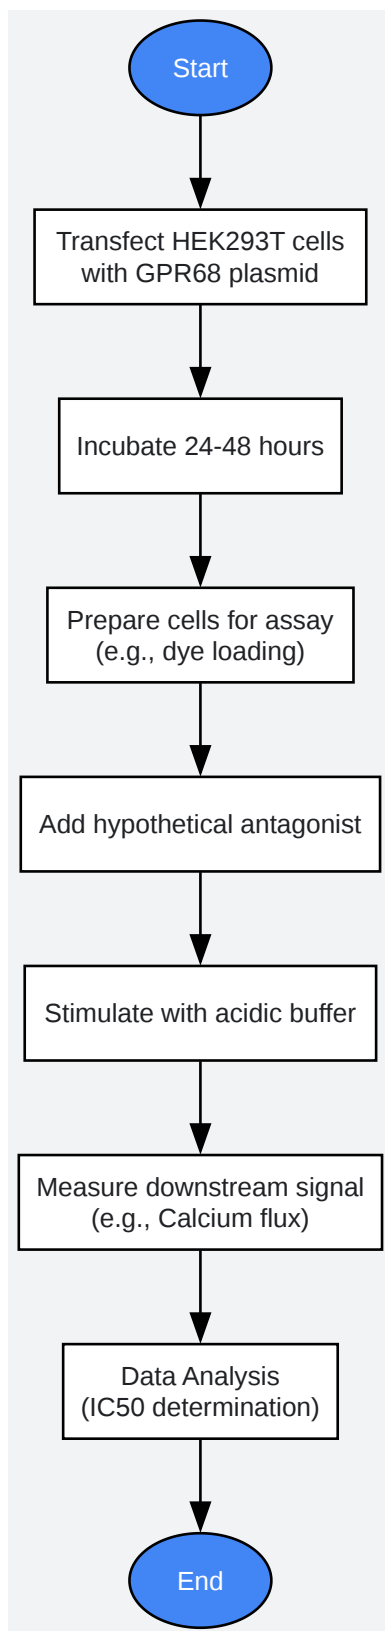 Start
Transfect HEK293T cells
with GPR68 plasmid
Incubate 24-48 hours
Prepare cells for assay
(e.g., dye loading)
Add hypothetical antagonist
Stimulate with acidic buffer
Measure downstream signal
(e.g., Calcium flux)
Data Analysis
(IC50 determination)
End